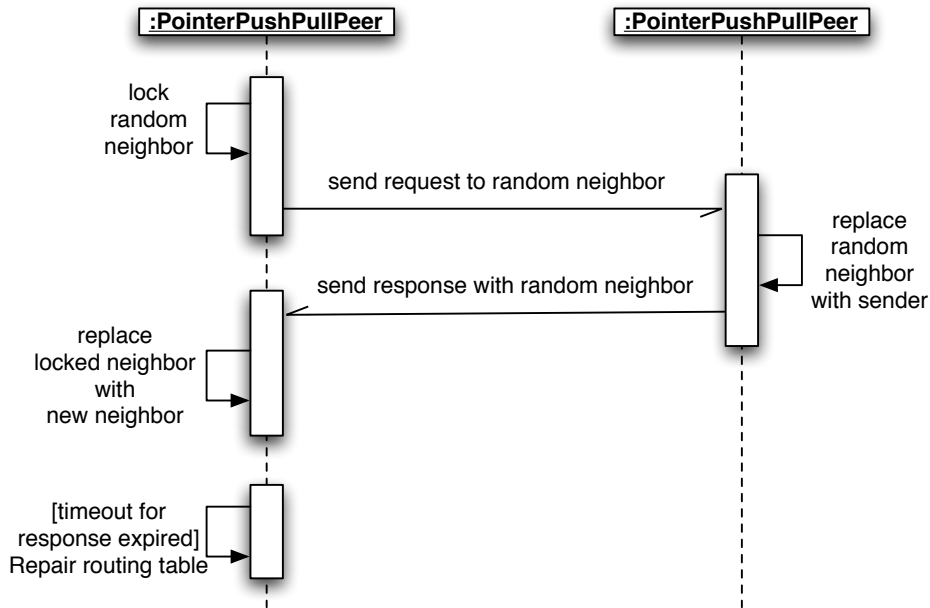 :PointerPushPullPeer
:PointerPushPullPeer
lock
random
neighbor
send request to random neighbor
replace
random
neighbor
with sender
send response with random neighbor
replace
locked neighbor
with
new neighbor
[timeout for
response expired]
Repair routing table